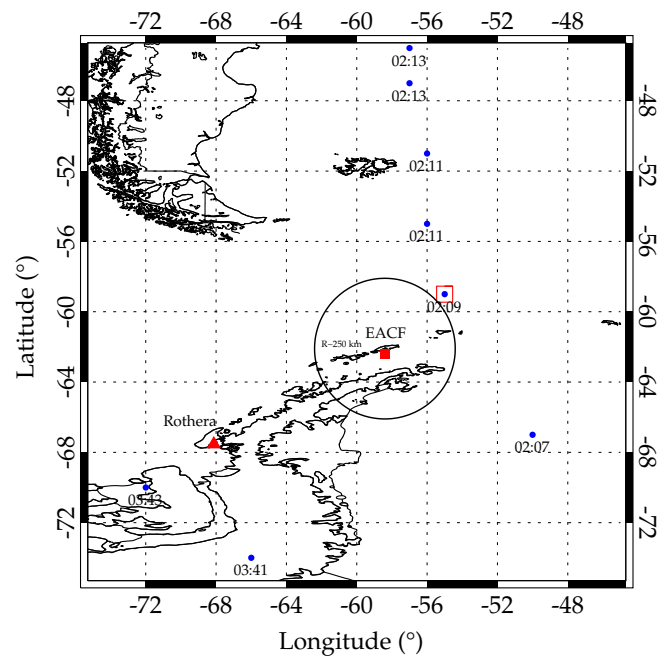 -72 -68 -64 -60 -56 -52 -48
02:13
-48 -48
02:13
-52 -52
02:11
-56 -56
02:11
-60 -60
02:09
EACF
R~250 km
-64 -64
Rothera
-68 -68
02:07
03:43
-72 -72
03:41
-72 -68 -64 -60 -56 -52 -48
Longitude (°)
Latitude (°)